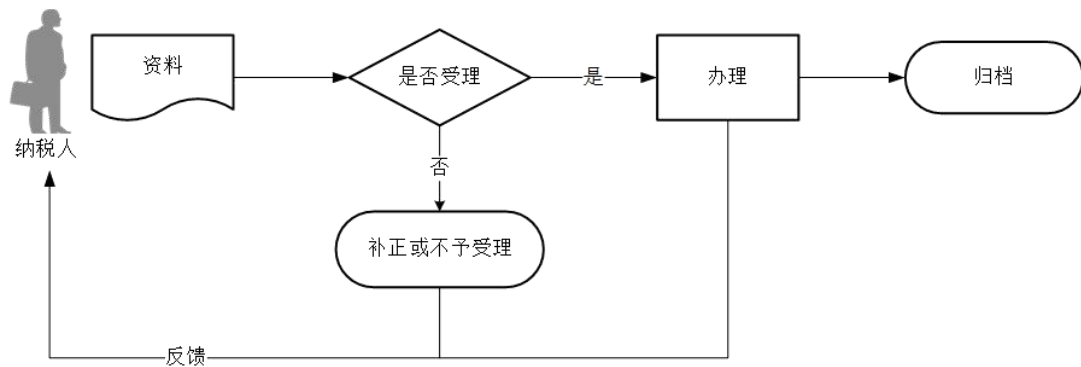 纳税人
资料
是否受理
是
办理
归档
否
补正或不予受理
反馈